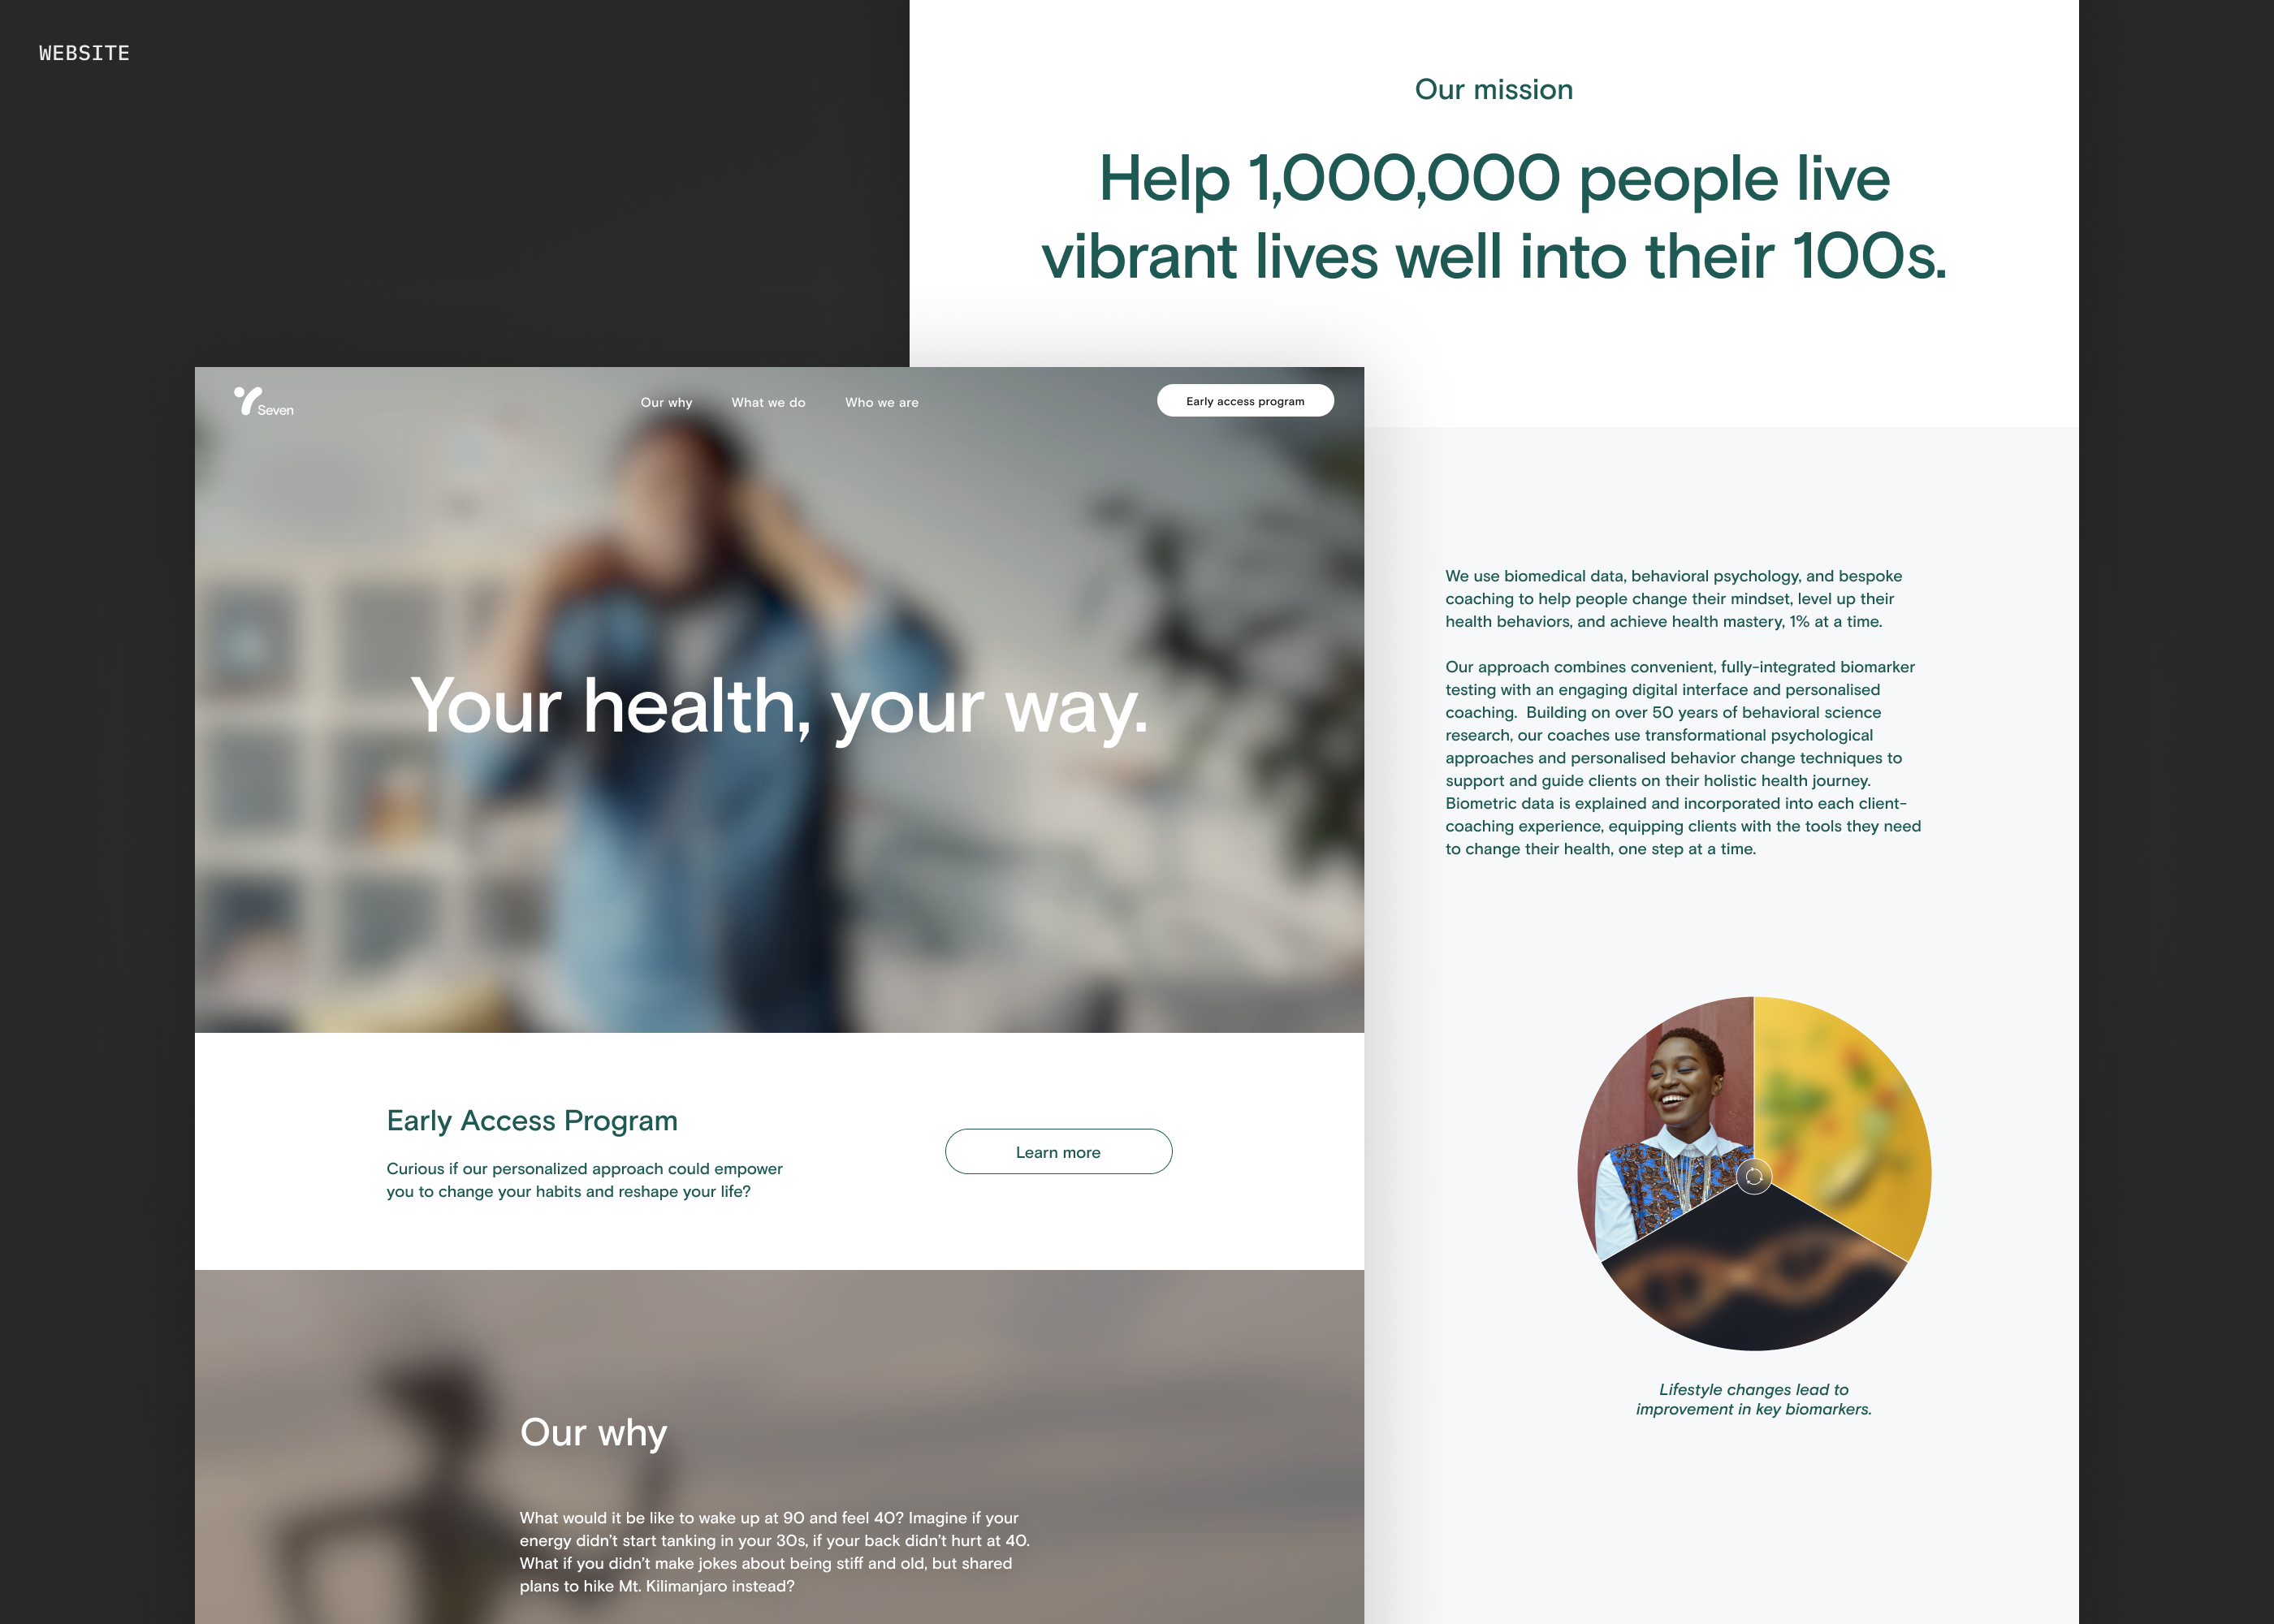 WEBSITE
Our mission
Help 1,000,000 people live
vibrant lives well into their 100s.
Seven
Our why
What we do
Who we are
Early access program
Your health, your way.
Early Access Program
Curious if our personalized approach could empower
you to change your habits and reshape your life?
Learn more
Our why
What would it be like to wake up at 90 and feel 40? Imagine if your
energy didn't start tanking in your 30s, if your back didn't hurt at 40.
What if you didn't make jokes about being stiff and old, but shared
plans to hike Mt. Kilimanjaro instead?
We use biomedical data, behavioral psychology, and bespoke
coaching to help people change their mindset, level up their
health behaviors, and achieve health mastery, 1% at a time.
Our approach combines convenient, fully-integrated biomarker
testing with an engaging digital interface and personalised
coaching.  Building on over 50 years of behavioral science
research, our coaches use transformational psychological
approaches and personalised behavior change techniques to
support and guide clients on their holistic health journey.
Biometric data is explained and incorporated into each client-
coaching experience, equipping clients with the tools they need
to change their health, one step at a time.
Lifestyle changes lead to
improvement in key biomarkers.